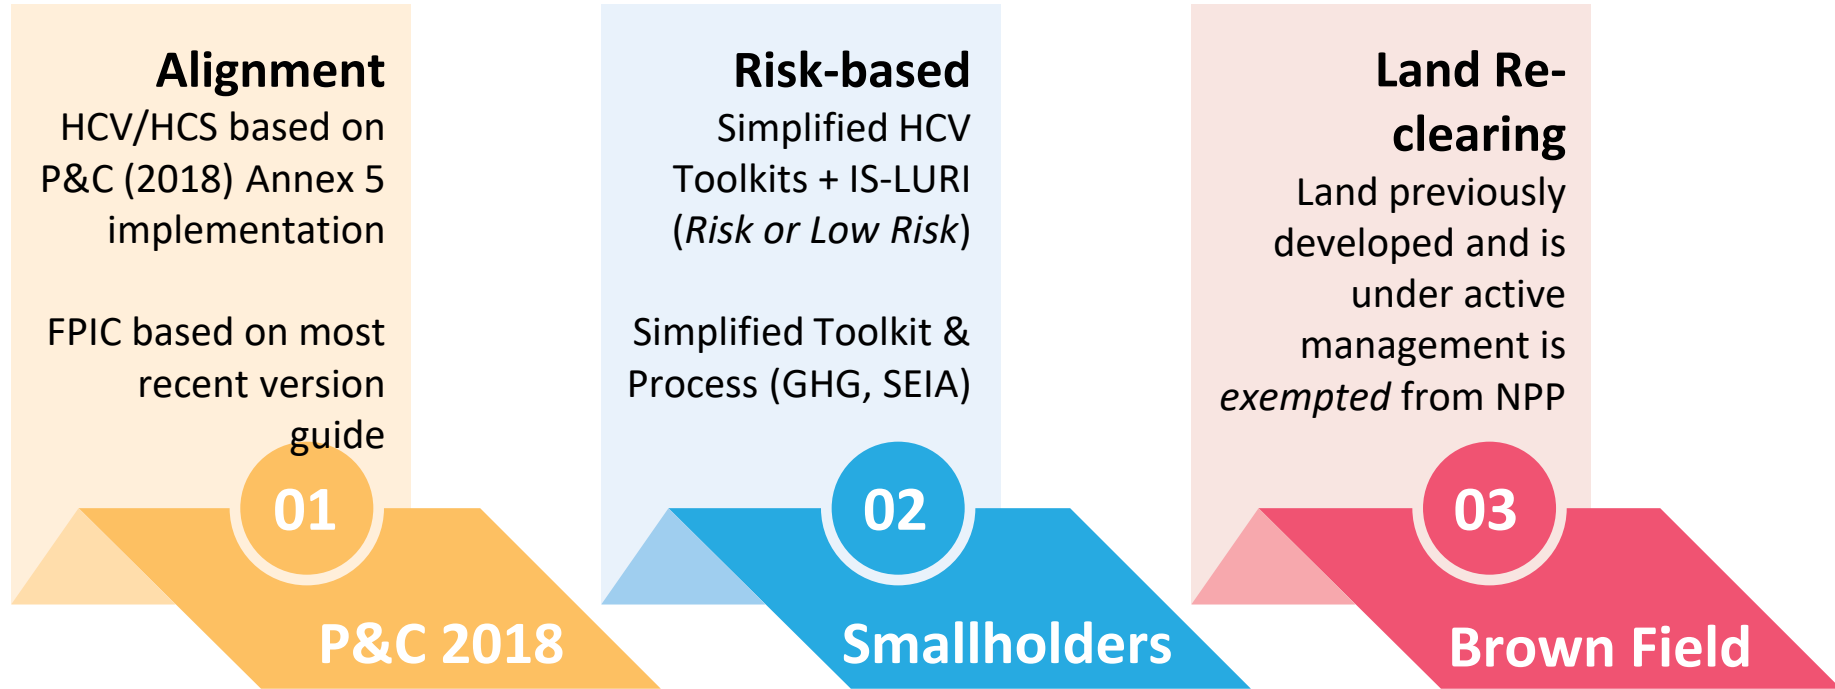 Alignment
HCV/HCS based on
P&C (2018) Annex 5
implementation
FPIC based on most
recent version
guide
01
P&C 2018
Risk-based
Simplified HCV
Toolkits + IS-LURI
(Risk or Low Risk)
Simplified Toolkit &
Process (GHG, SEIA)
02
Smallholders
Land Re-
clearing
Land previously
developed and is
under active
management is
exempted from NPP
03
Brown Field